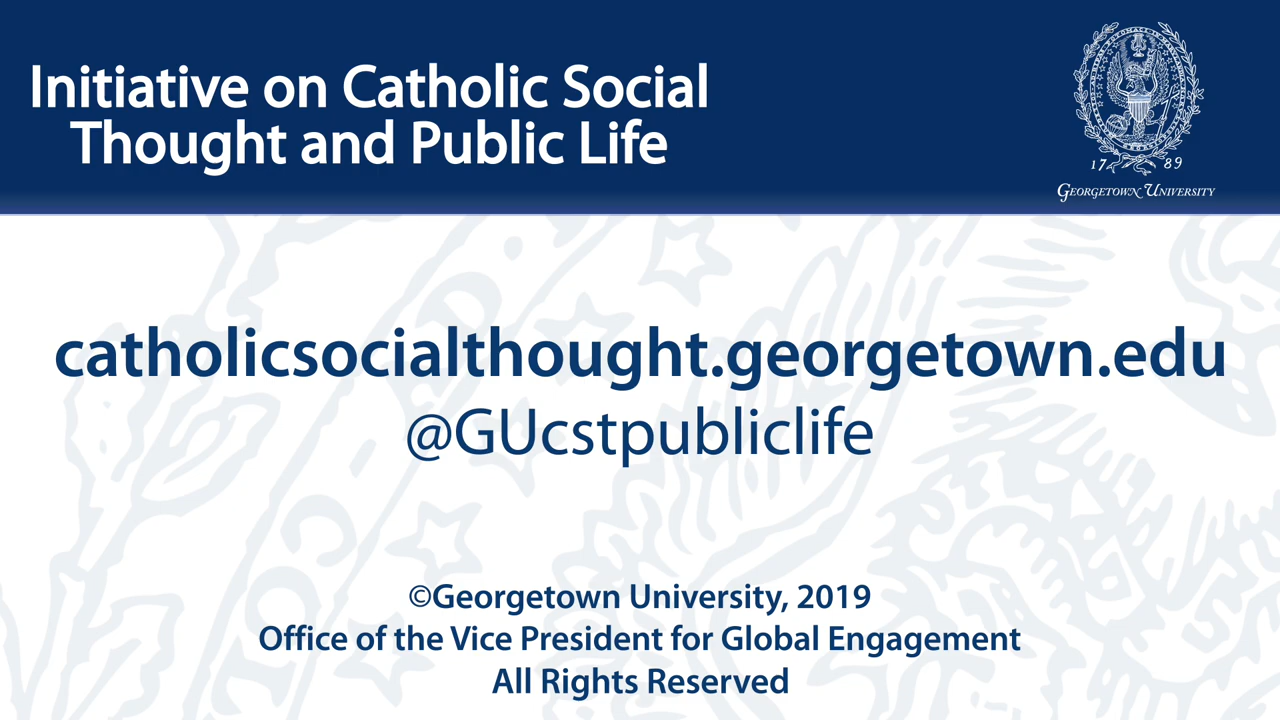 Initiative on Catholic Social
Thought and Public Life
17 89
Georgetown University
catholicsocialthought.georgetown.edu
@GUcstpubliclife
©Georgetown University, 2019
Office of the Vice President for Global Engagement
All Rights Reserved